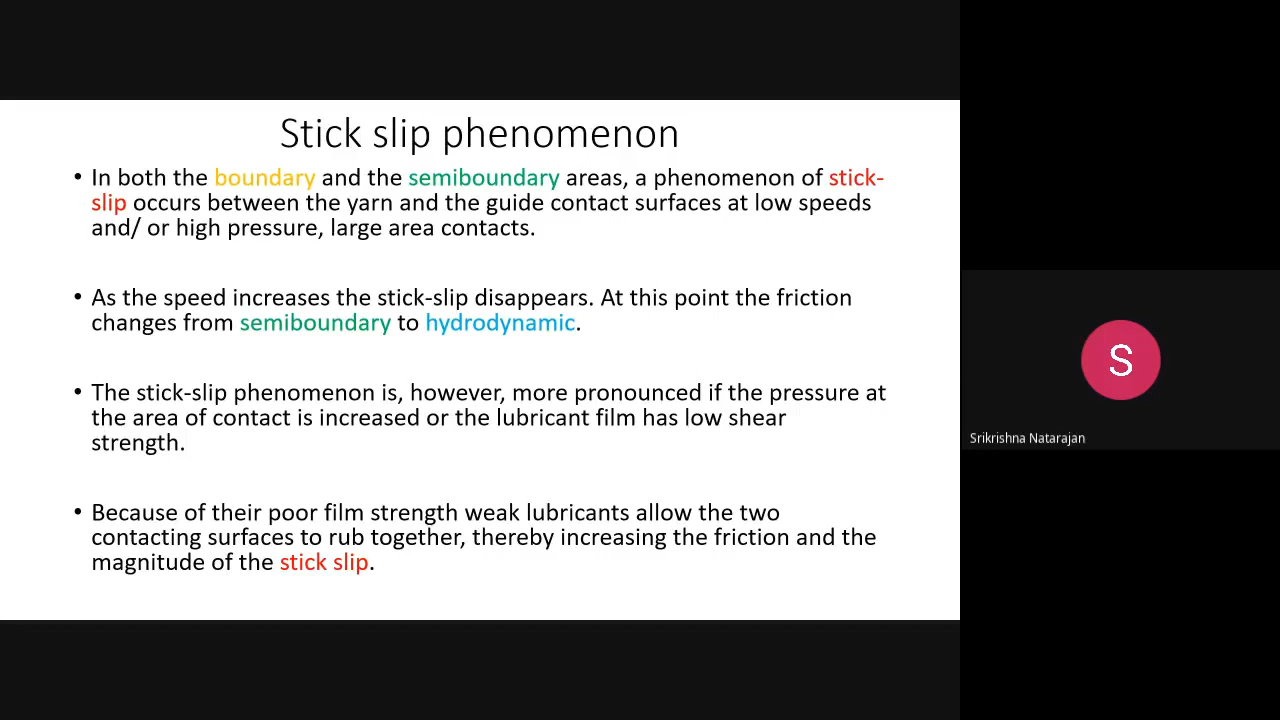 Stick slip phenomenon
• In both the boundary and the semiboundary areas, a phenomenon of stick-
slip occurs between the yarn and the guide contact surfaces at low speeds
and/ or high pressure, large area contacts.
• As the speed increases the stick-slip disappears. At this point the friction
changes from semiboundary to hydrodynamic.
• The stick-slip phenomenon is, however, more pronounced if the pressure at
the area of contact is increased or the lubricant film has low shear
strength.
• Because of their poor film strength weak lubricants allow the two
contacting surfaces to rub together, thereby increasing the friction and the
magnitude of the stick slip.
S
Srikrishna Natarajan